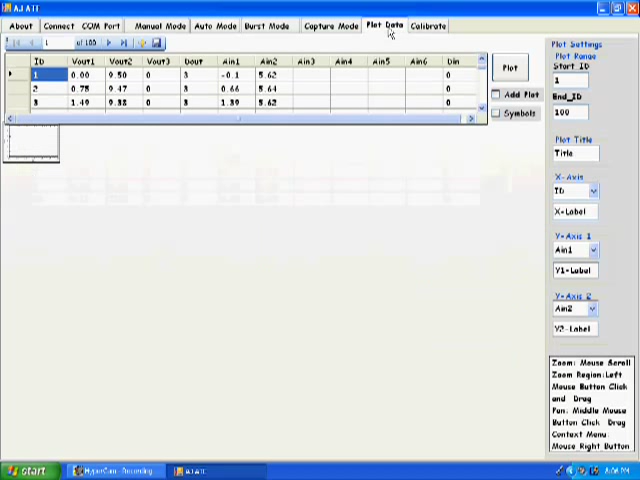 AJ ATT
About Connect COM Port Manual Mode Auto Mode Burst Mode Capture Mode Plot Data Calibrate
1 of 100
ID Vout1 Vout2 Vout3 Dout Ain1 Ain2 Ain3 Ain4 Ain5 Ain6 Din
1 0.00 9.50 0 3 -0.1 5.62 0
2 0.75 9.47 0 3 0.66 5.64 0
3 1.49 9.38 0 3 1.39 5.62 0
Plot
Add Plot
Symbols
Plot Settings
Plot Range
Start ID
1
End_ID
100
Plot Title
Title
X-Axis
ID
X-Label
Y-Axis 1
Ain1
Y1-Label
Y-Axis 2
Ain2
Y2-Label
Zoom: Mouse Scroll
Zoom Region:Left
Mouse Button Click
and Drag
Pan: Middle Mouse
Button Click Drag
Context Menu:
Mouse Right Button
start HyperCam - Recording AJ ATT